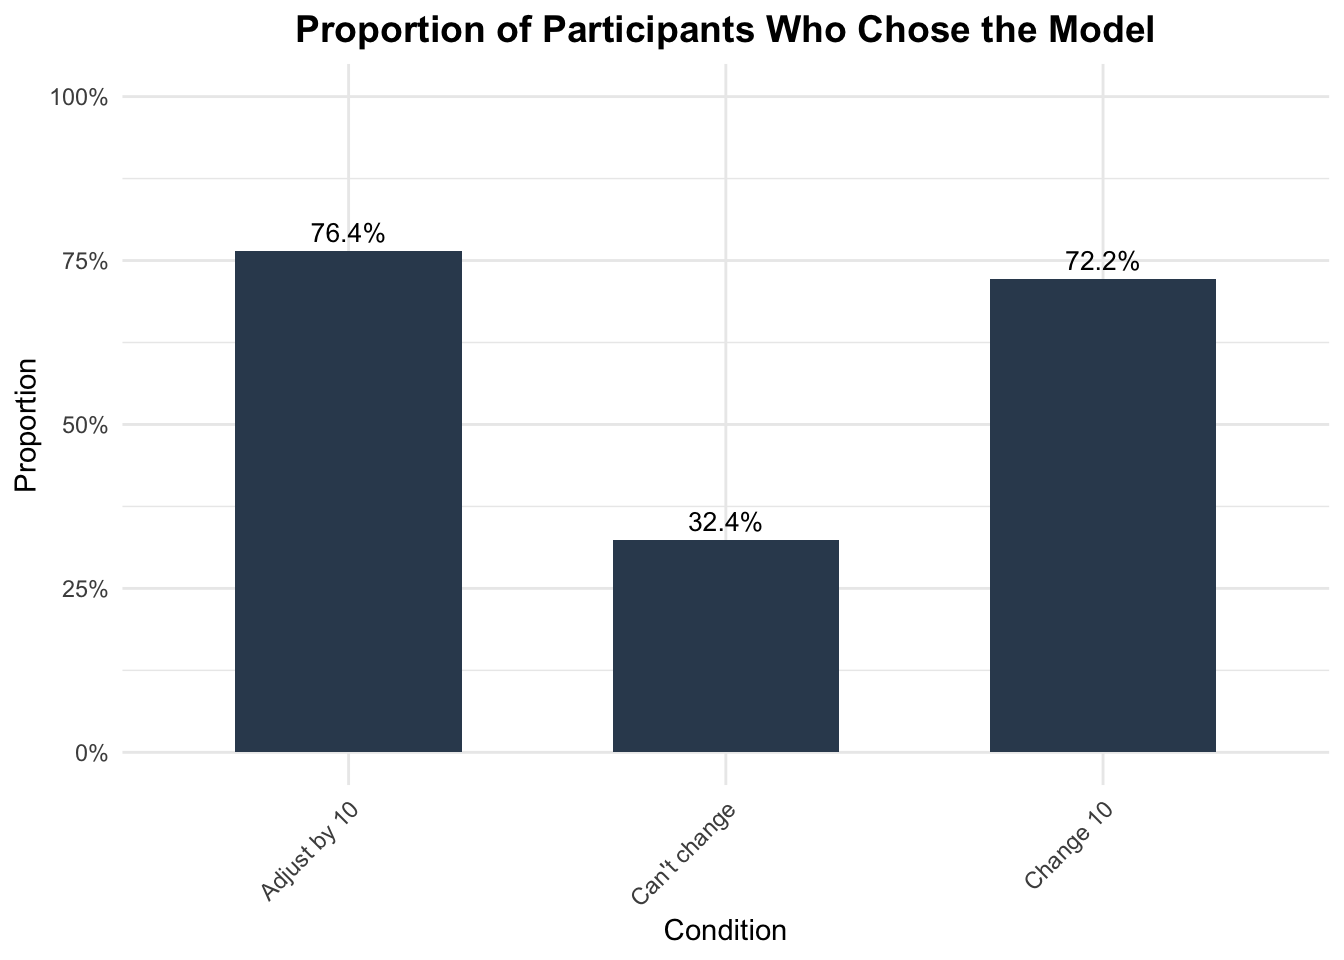 Proportion of Participants Who Chose the Model
Proportion
100%
75%
50%
25%
0%
76.4%
32.4%
72.2%
Adjust by 10
Can't change
Change 10
Condition